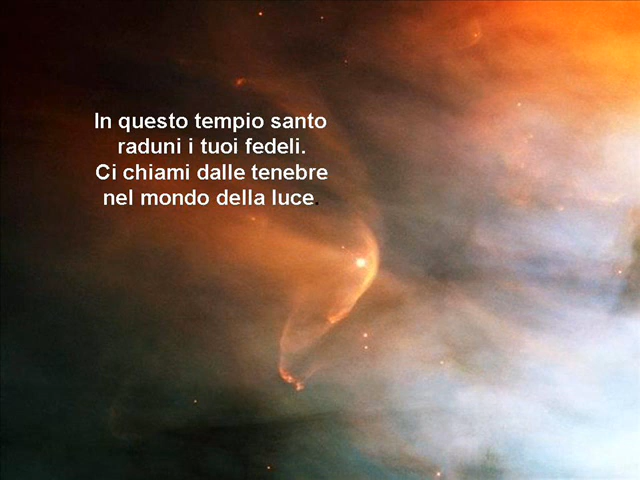 In questo tempio santo
raduni i tuoi fedeli.
Ci chiami dalle tenebre
nel mondo della luce.